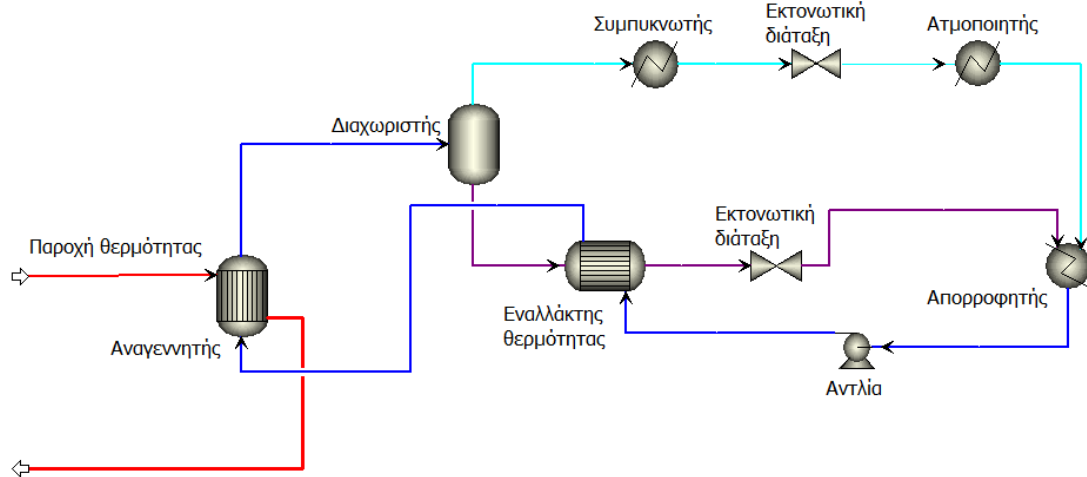 Συμπυκνωτής
Εκτονωτική
διάταξη
Ατμοποιητής
Διαχωριστής
Εκτονωτική
διάταξη
Παροχή θερμότητας
Απορροφητής
Εναλλάκτης
θερμότητας
Αναγεννητής
Αντλία